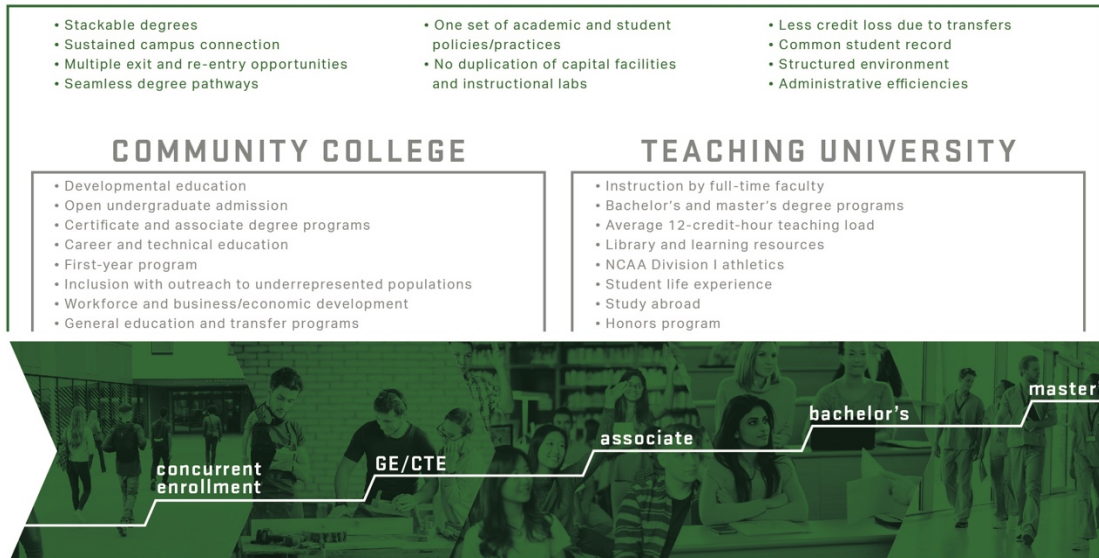 • Stackable degrees
• Sustained campus connection
• Multiple exit and re-entry opportunities
• Seamless degree pathways
• One set of academic and student
policies/practices
• No duplication of capital facilities
and instructional labs
• Less credit loss due to transfers
• Common student record
• Structured environment
• Administrative efficiencies
COMMUNITY COLLEGE
• Developmental education
• Open undergraduate admission
• Certificate and associate degree programs
• Career and technical education
• First-year program
• Inclusion with outreach to underrepresented populations
• Workforce and business/economic development
• General education and transfer programs
TEACHING UNIVERSITY
• Instruction by full-time faculty
• Bachelor's and master's degree programs
• Average 12-credit-hour teaching load
• Library and learning resources
• NCAA Division I athletics
• Student life experience
• Study abroad
• Honors program
concurrent
enrollment
GE/CTE
associate
bachelor's
master